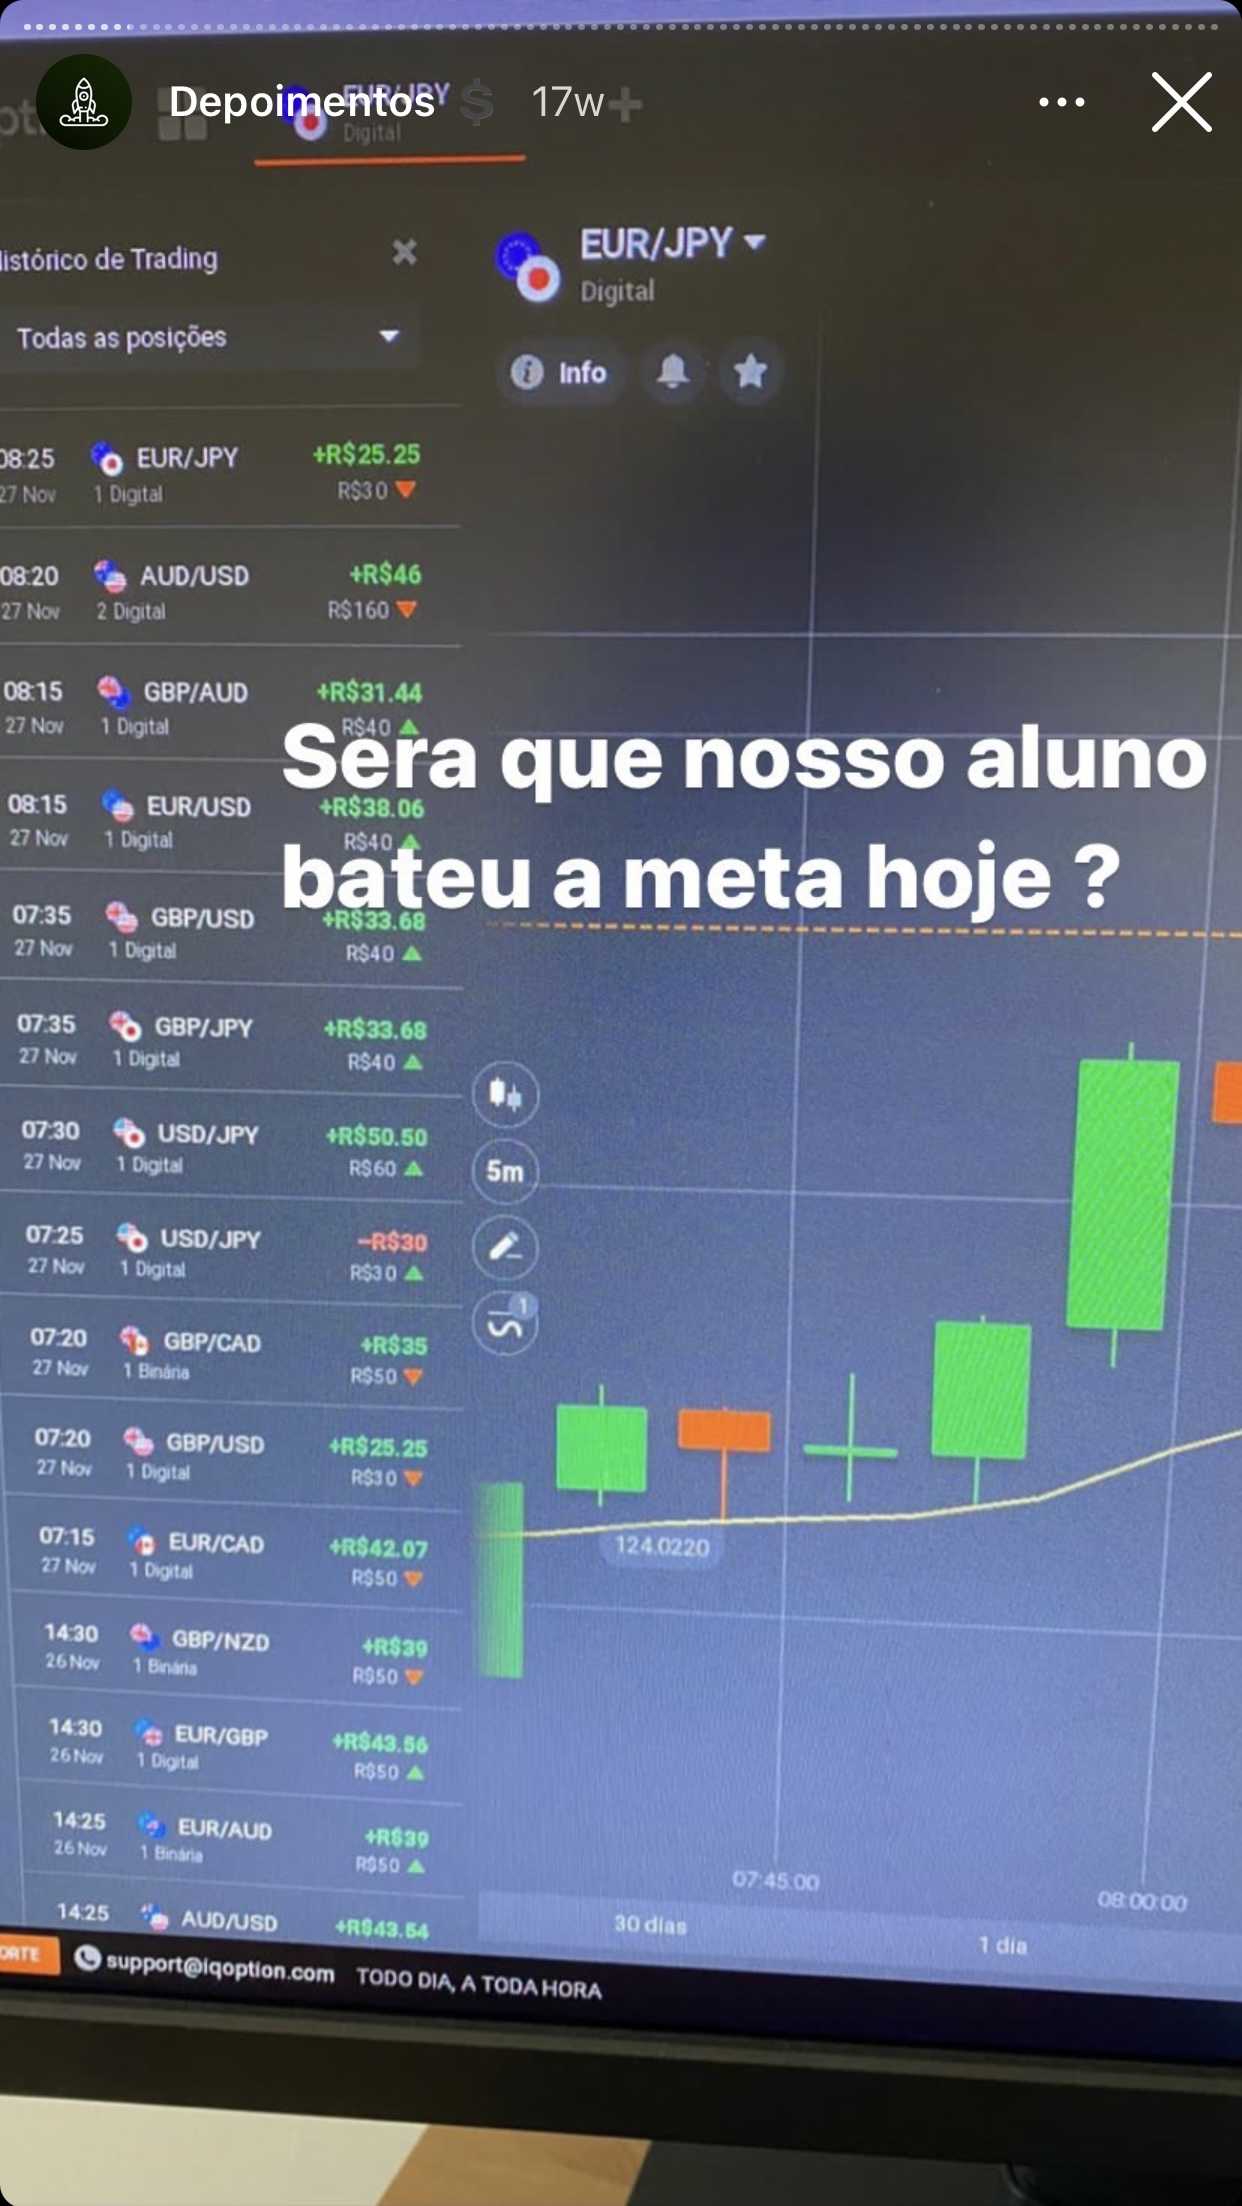 Depoimentos $ 17w
EUR/JPY
Digital
istórico de Trading
Todas as posições
EUR/JPY
Digital
Info
08:25 EUR/JPY +R$25.25
27 Nov 1 Digital R$30
08:20 AUD/USD +R$46
27 Nov 2 Digital R$160
08:15 GBP/AUD +R$31.44
27 Nov 1 Digital R$40
Sera que nosso aluno
bateu a meta hoje ?
08:15 EUR/USD +R$38.06
27 Nov 1 Digital R$40
07:35 GBP/USD +R$33.68
27 Nov 1 Digital R$40
07:35 GBP/JPY +R$33.68
27 Nov 1 Digital R$40
07:30 USD/JPY +R$50.50
27 Nov 1 Digital R$60
07:25 USD/JPY -R$30
27 Nov 1 Digital R$30
07:20 GBP/CAD +R$35
27 Nov 1 Binária R$50
07:20 GBP/USD +R$25.25
27 Nov 1 Digital R$30
07:15 EUR/CAD +R$42.07
27 Nov 1 Digital R$50
14:30 GBP/NZD +R$39
26 Nov 1 Binária R$50
14:30 EUR/GBP +R$43.56
26 Nov 1 Digital R$50
14:25 EUR/AUD +R$39
26 Nov 1 Binária R$50
14:25 AUD/USD +R$43.54
5m
1
124.0220
07:45:00
08:00:00
30 días
1 día
ORTE support@iqoption.com TODO DIA, A TODA HORA